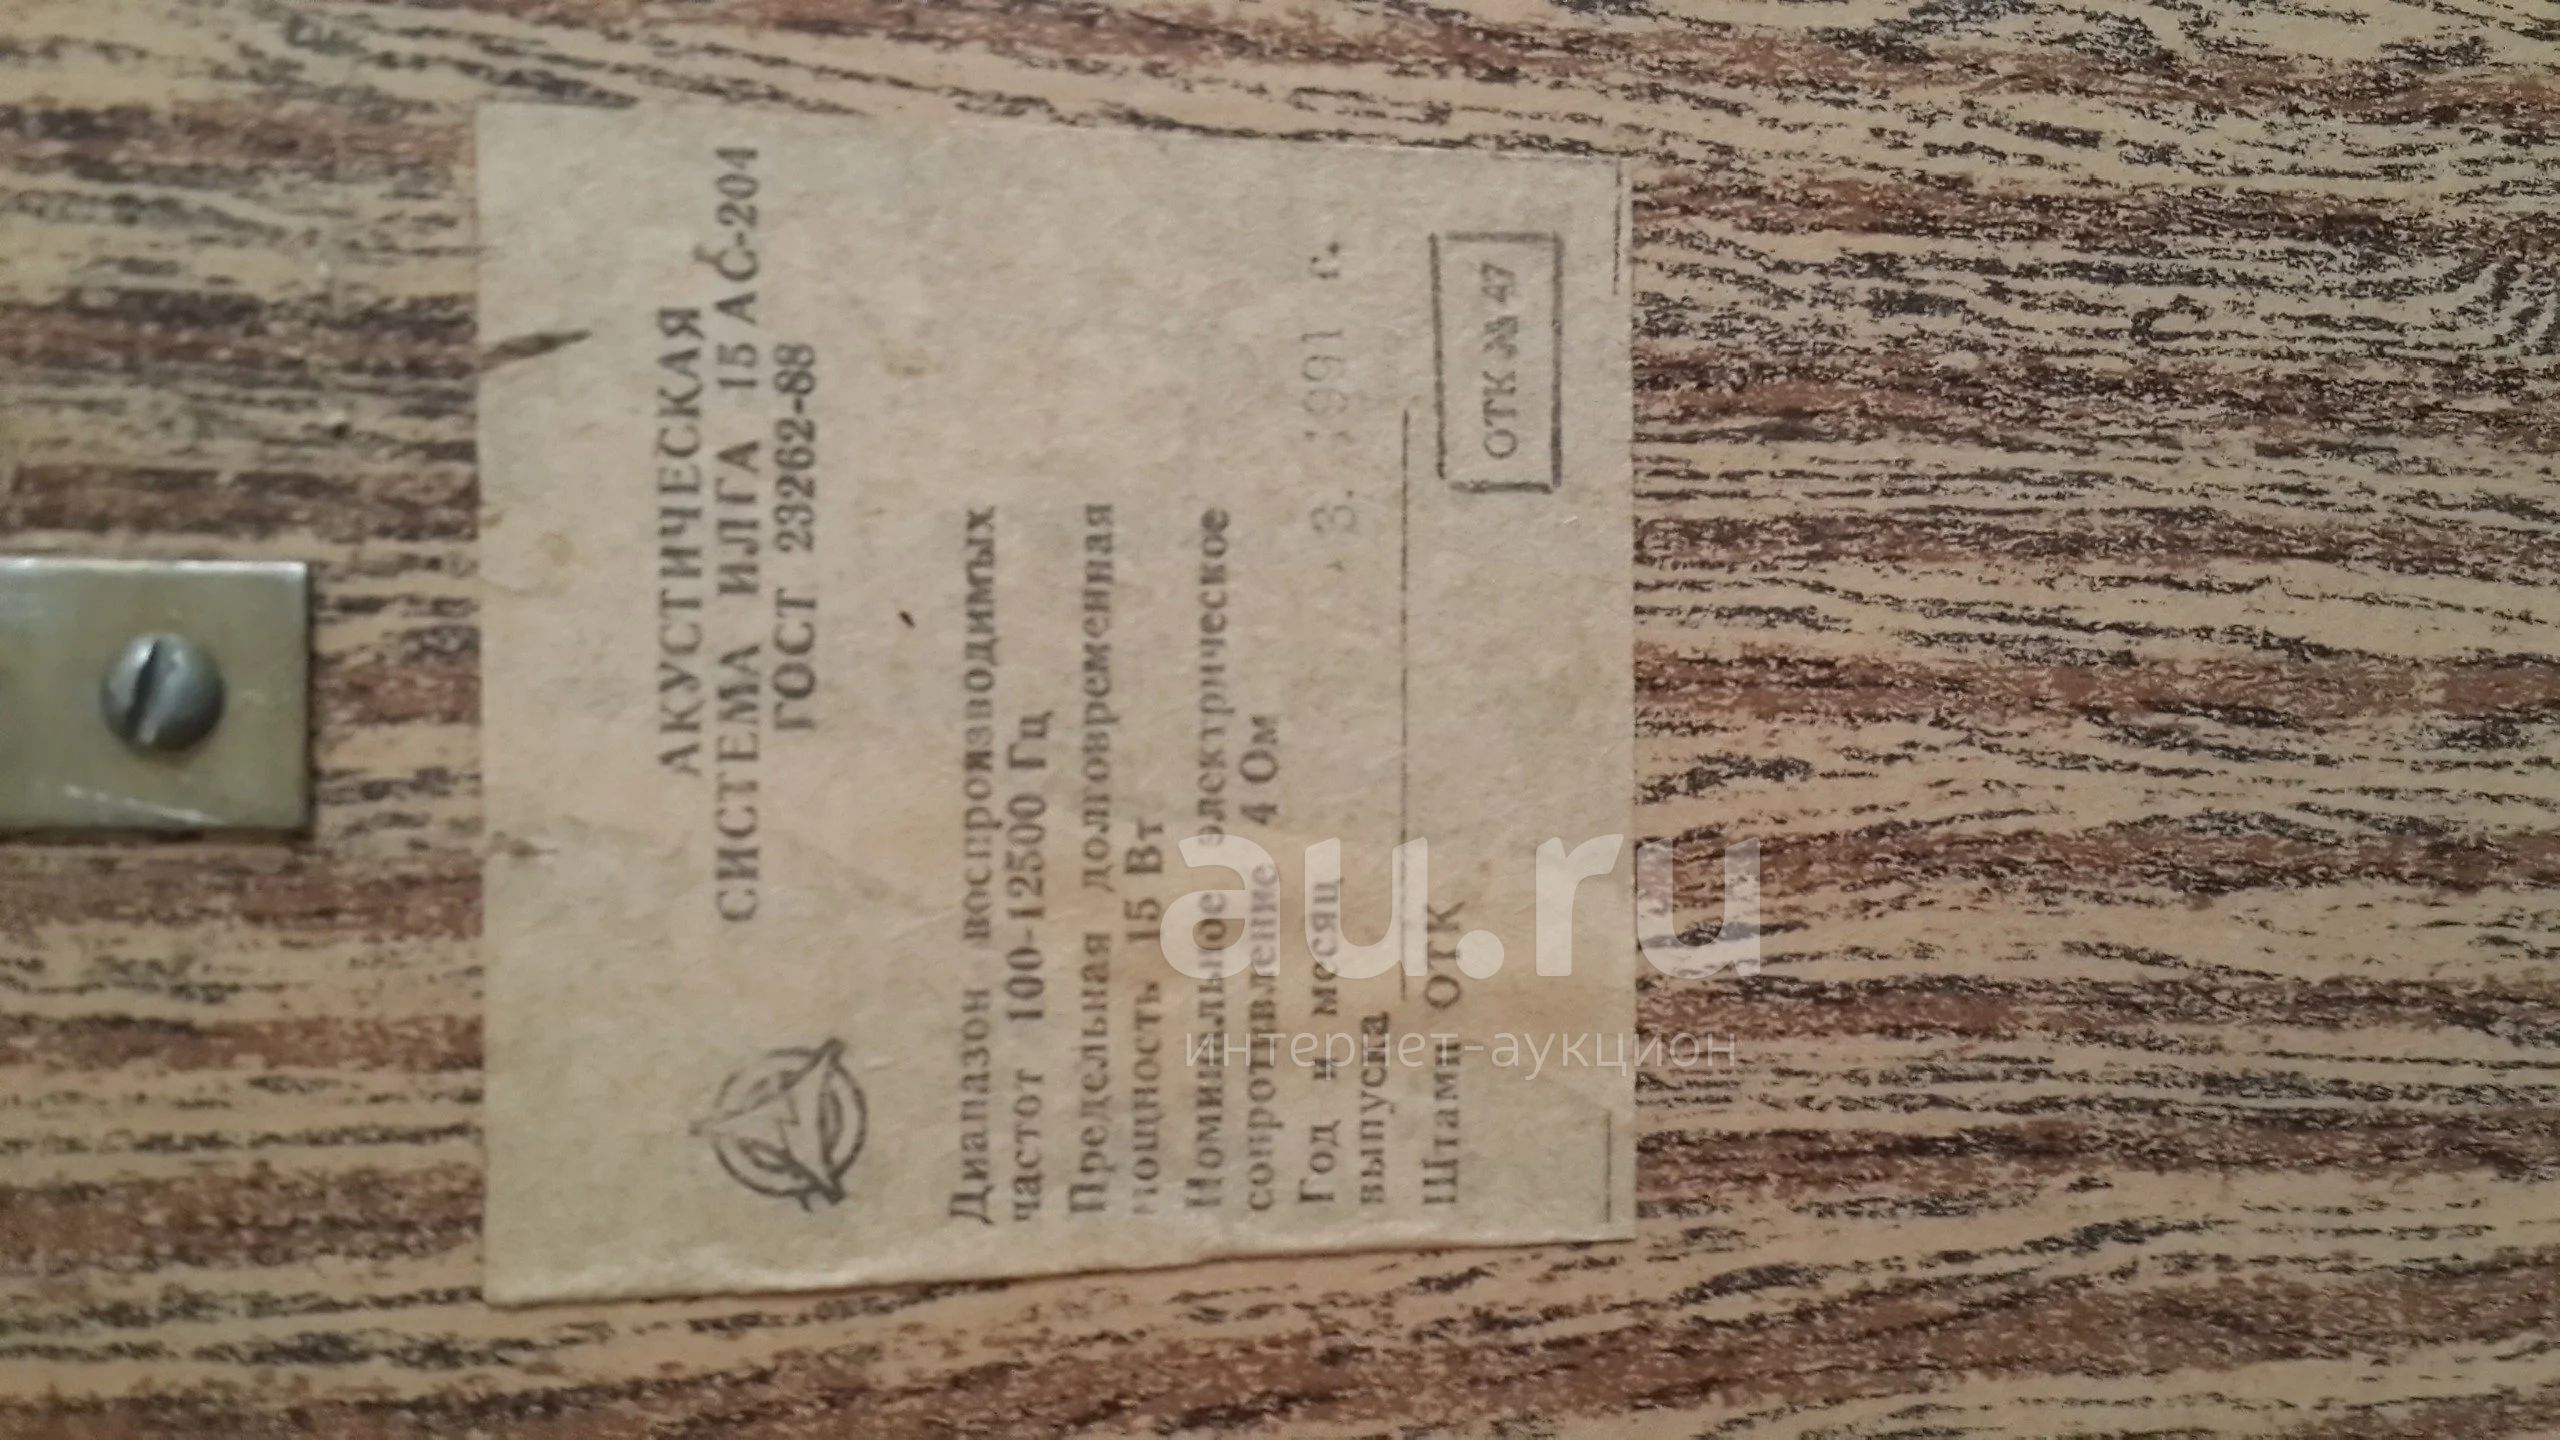 АКУСТИЧЕСКАЯ
СИСТЕМА ИЛГА 15 АС-204
ГОСТ 23262-88
Диапазон воспроизводимых
частот 100-12500 Гц
Предельная долговременная
мощность 15 Вт
Номинальное электрическое
сопротивление 4 Ом
Год и месяц 3. 1991 г.
выпуска
Штамп ОТК
ОТК № 47
au.ru
интернет-аукцион